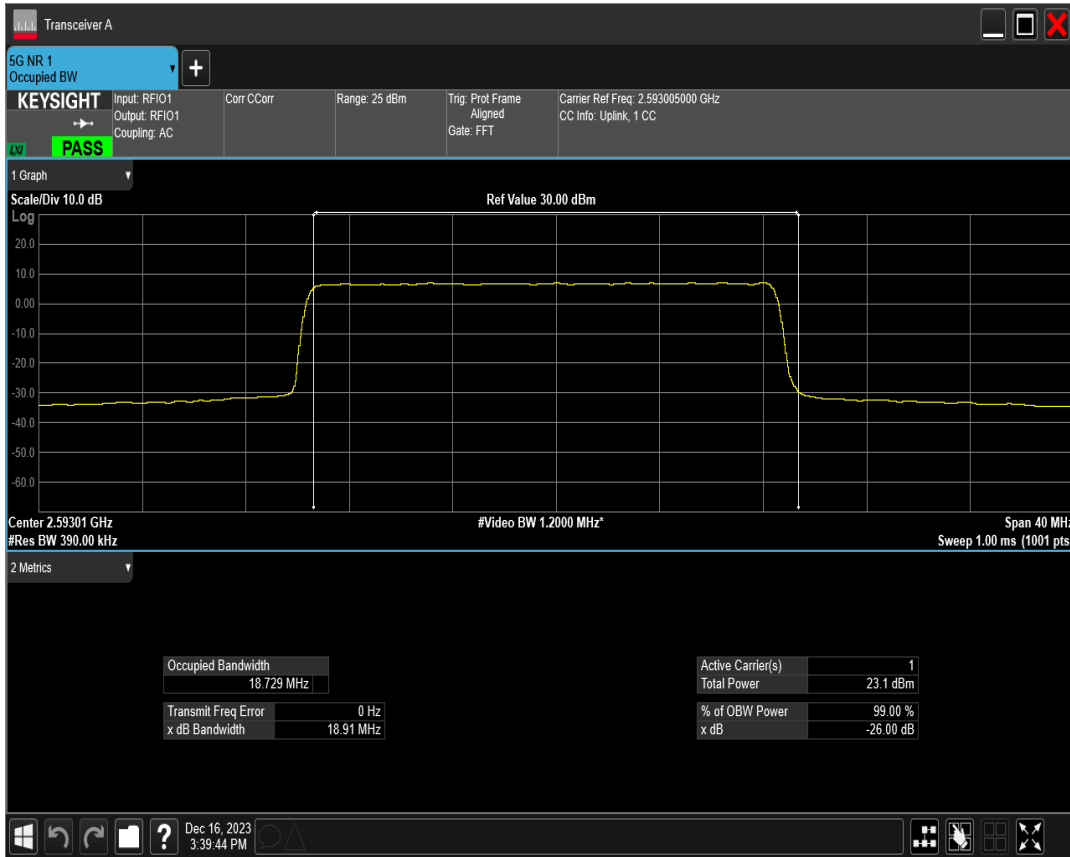 Transceiver A
5G NR 1
Occupied BW
KEYSIGHT
LXI
PASS
Input: RFIO1
Output: RFIO1
Coupling: AC
Corr CCorr
Range: 25 dBm
Trig: Prot Frame
Aligned
Gate: FFT
Carrier Ref Freq: 2.593005000 GHz
CC Info: Uplink, 1 CC
1 Graph
Scale/Div 10.0 dB
Ref Value 30.00 dBm
Log
20.0
10.0
0.00
-10.0
-20.0
-30.0
-40.0
-50.0
-60.0
Center 2.59301 GHz
#Video BW 1.2000 MHz*
Span 40 MHz
#Res BW 390.00 kHz
Sweep 1.00 ms (1001 pts
2 Metrics
Occupied Bandwidth
18.729 MHz
Transmit Freq Error 0 Hz
x dB Bandwidth 18.91 MHz
Active Carrier(s) 1
Total Power 23.1 dBm
% of OBW Power 99.00 %
x dB -26.00 dB
?
Dec 16, 2023
3:39:44 PM